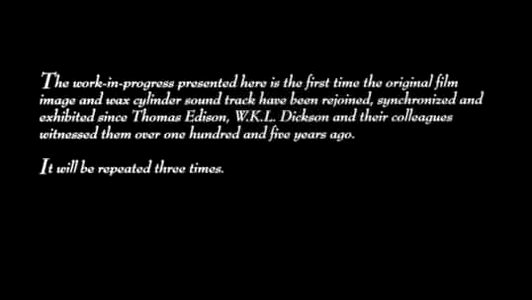 The work-in-progress presented here is the first time the original film
image and wax cylinder sound track have been rejoined, synchronized and
exhibited since Thomas Edison, W.K.L. Dickson and their colleagues
witnessed them over one hundred and five years ago.
It will be repeated three times.